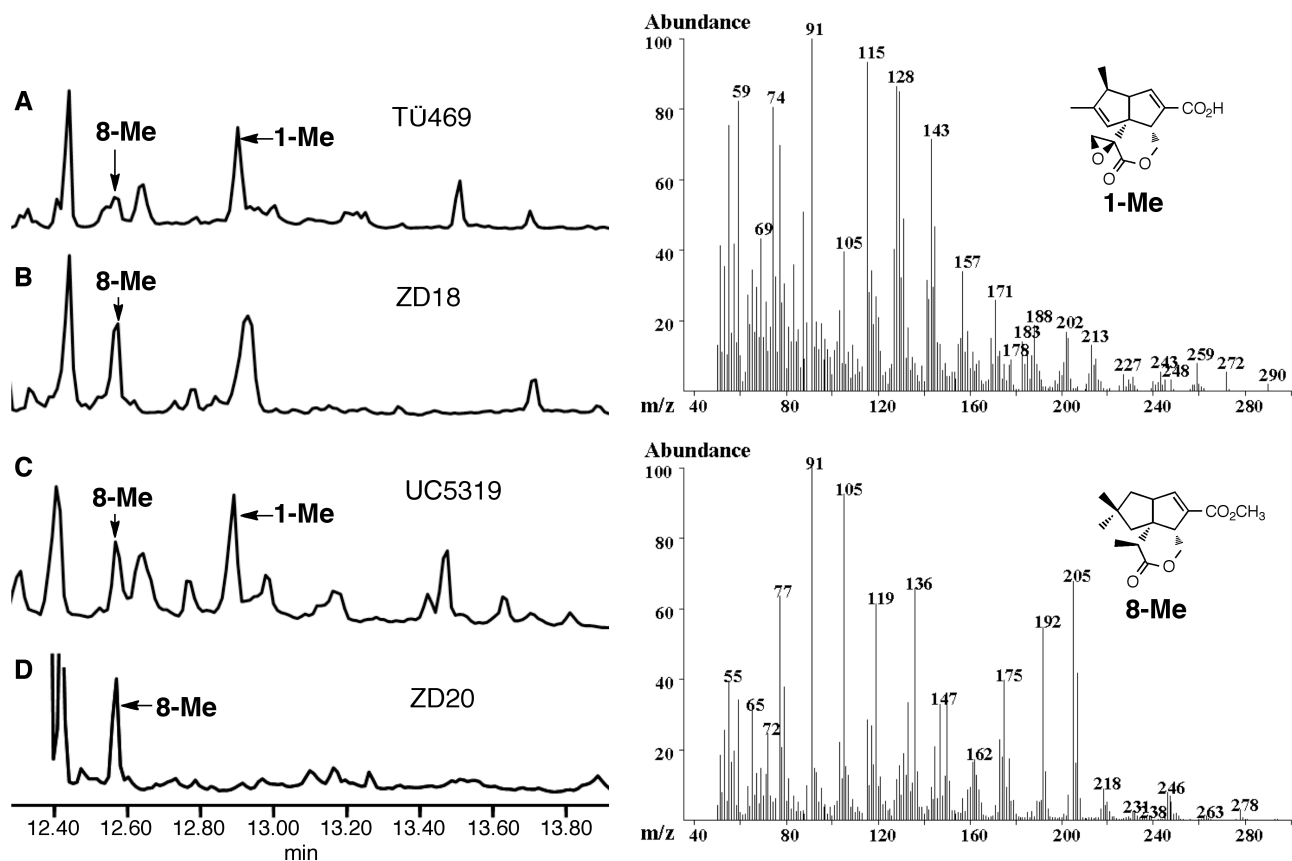 A
TÜ469
8-Me
1-Me
B
ZD18
8-Me
C
UC5319
8-Me
1-Me
D
ZD20
8-Me
12.40 12.60 12.80 13.00 13.20 13.40 13.60 13.80
min
Abundance
100
80
60
40
20
91
115
128
59
74
143
69
105
157
171
188
183
178
202
213
227
243
248
259
272
290
m/z 40 80 120 160 200 240 280
CO2H
O
O
O
1-Me
Abundance
100
80
60
40
20
91
105
205
136
77
119
192
55
175
65
147
72
162
218
231
238
246
263
278
m/z 40 80 120 160 200 240 280
CO2CH3
O
O
8-Me